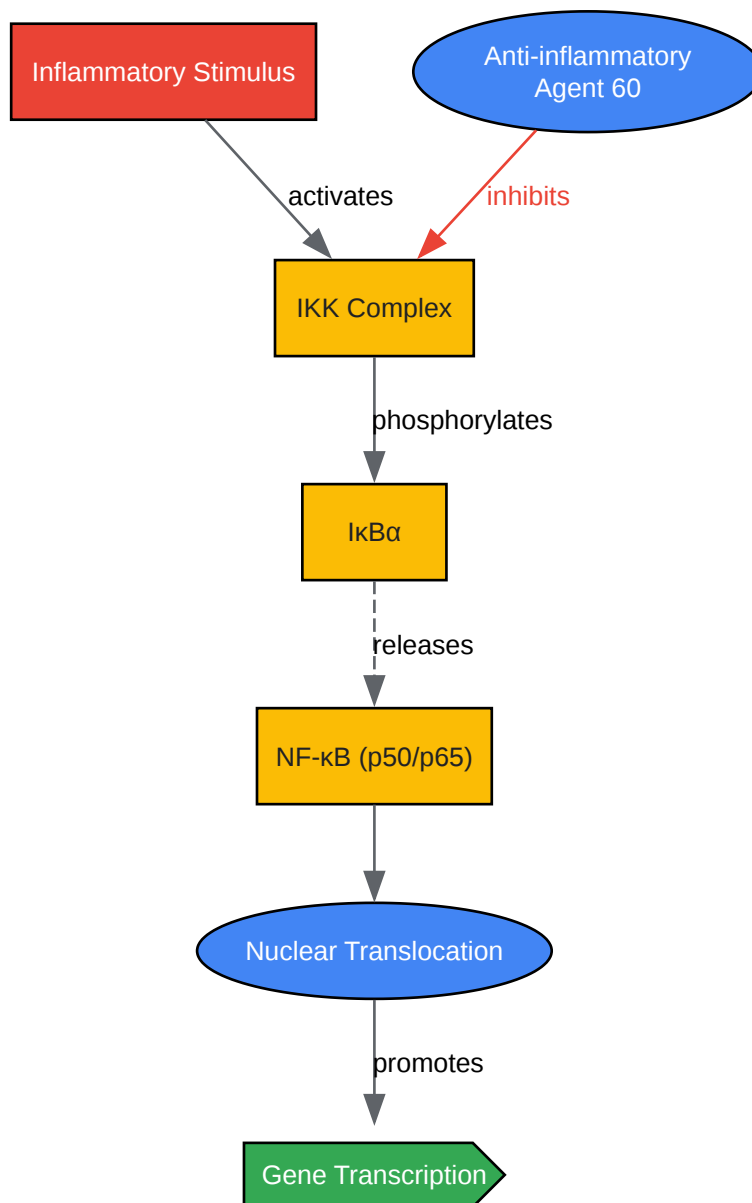 Inflammatory Stimulus
Anti-inflammatory
Agent 60
activates
inhibits
IKK Complex
phosphorylates
IκBα
releases
NF-κB (p50/p65)
Nuclear Translocation
promotes
Gene Transcription